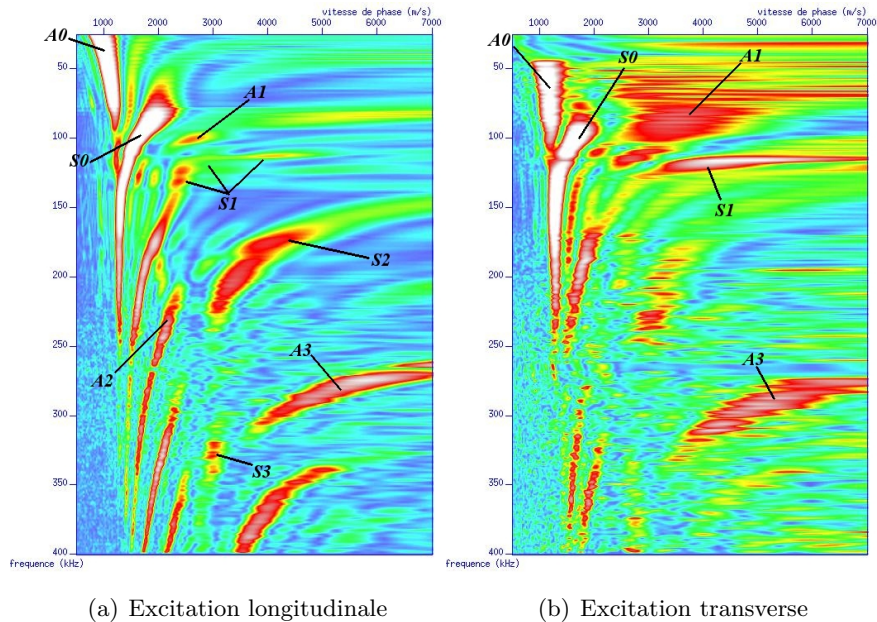 vitesse de phase (m/s)
1000 2000 3000 4000 5000 6000 7000
A0
50
A1
100
S0
150
S1
200
S2
250
A2
A3
300
S3
350
400
frequence (kHz)
(a) Excitation longitudinale
vitesse de phase (m/s)
1000 2000 3000 4000 5000 6000 7000
A0
S0
A1
50
100
150
S1
200
250
A3
300
350
400
frequence (kHz)
(b) Excitation transverse